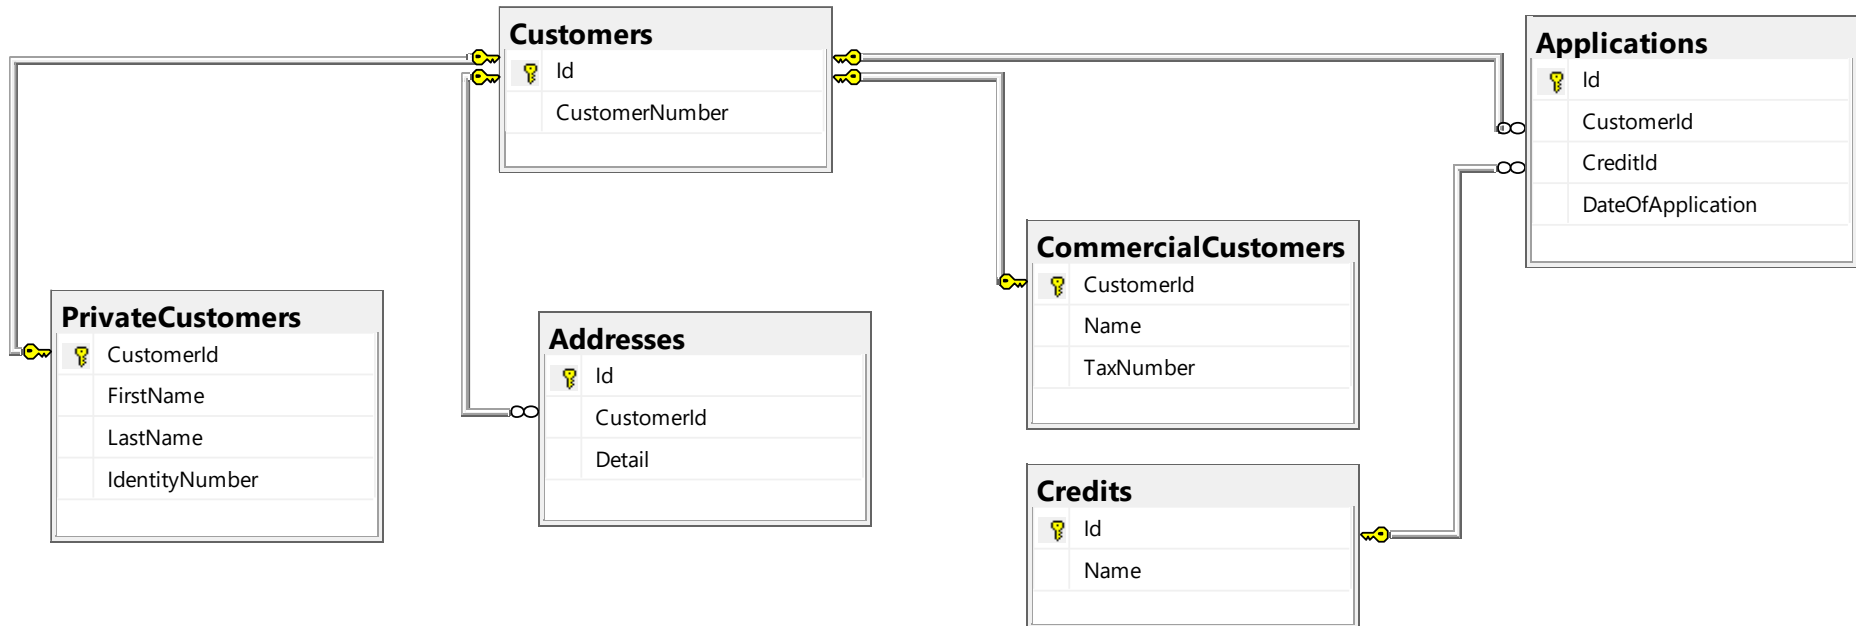 Customers
Id
CustomerNumber
Applications
Id
CustomerId
CreditId
DateOfApplication
CommercialCustomers
CustomerId
Name
TaxNumber
PrivateCustomers
CustomerId
FirstName
LastName
IdentityNumber
Addresses
Id
CustomerId
Detail
Credits
Id
Name